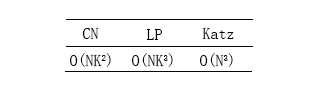 CN LP Katz
O(NK²) O(NK³) O(N³)